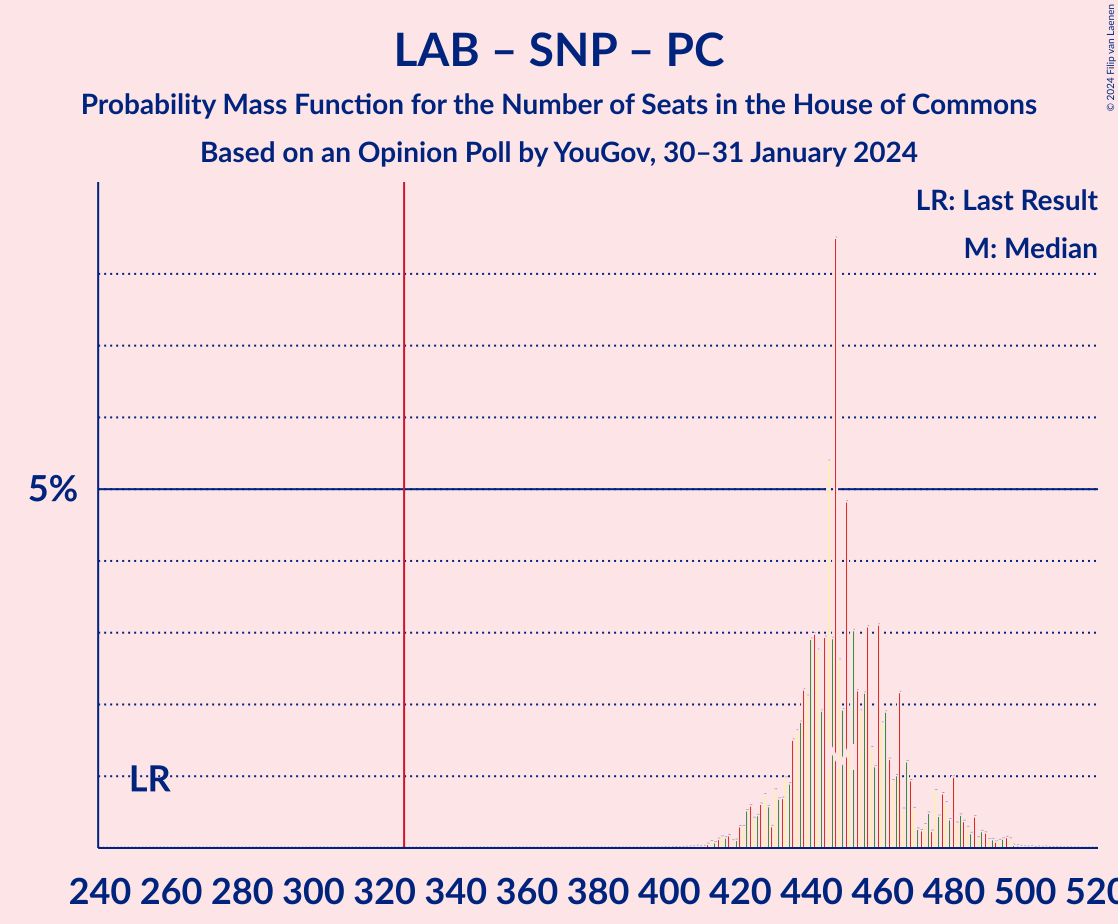 LAB – SNP – PC
Probability Mass Function for the Number of Seats in the House of Commons
Based on an Opinion Poll by YouGov, 30–31 January 2024
© 2024 Filip van Laenen
LR: Last Result
M: Median
5%
LR
240 260 280 300 320 340 360 380 400 420 440 460 480 500 520